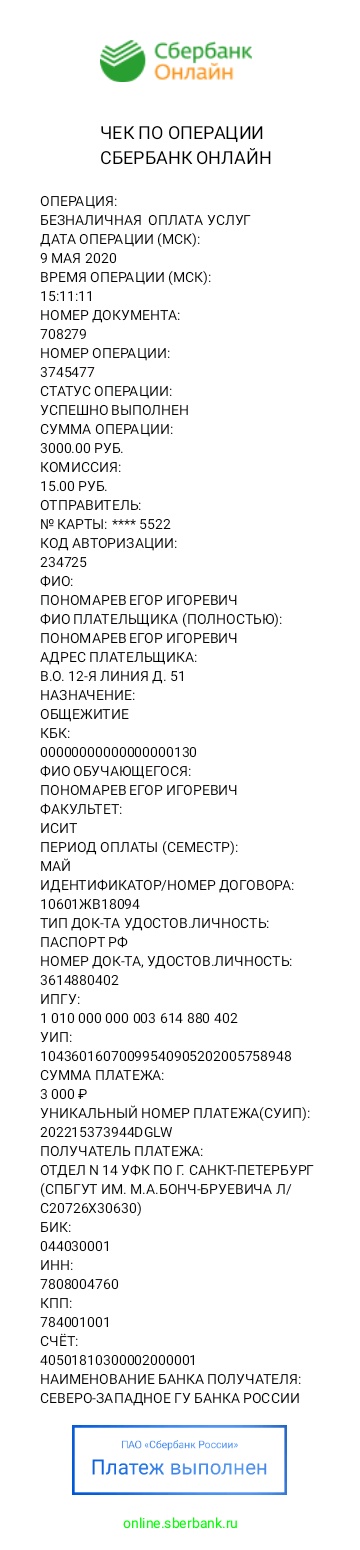 Сбербанк
Онлайн
ЧЕК ПО ОПЕРАЦИИ
СБЕРБАНК ОНЛАЙН
ОПЕРАЦИЯ:
БЕЗНАЛИЧНАЯ ОПЛАТА УСЛУГ
ДАТА ОПЕРАЦИИ (МСК):
9 МАЯ 2020
ВРЕМЯ ОПЕРАЦИИ (МСК):
15:11:11
НОМЕР ДОКУМЕНТА:
708279
НОМЕР ОПЕРАЦИИ:
3745477
СТАТУС ОПЕРАЦИИ:
УСПЕШНО ВЫПОЛНЕН
СУММА ОПЕРАЦИИ:
3000.00 РУБ.
КОМИССИЯ:
15.00 РУБ.
ОТПРАВИТЕЛЬ:
№ КАРТЫ: **** 5522
КОД АВТОРИЗАЦИИ:
234725
ФИО:
ПОНОМАРЕВ ЕГОР ИГОРЕВИЧ
ФИО ПЛАТЕЛЬЩИКА (ПОЛНОСТЬЮ):
ПОНОМАРЕВ ЕГОР ИГОРЕВИЧ
АДРЕС ПЛАТЕЛЬЩИКА:
В.О. 12-Я ЛИНИЯ Д. 51
НАЗНАЧЕНИЕ:
ОБЩЕЖИТИЕ
КБК:
00000000000000000130
ФИО ОБУЧАЮЩЕГОСЯ:
ПОНОМАРЕВ ЕГОР ИГОРЕВИЧ
ФАКУЛЬТЕТ:
ИСИТ
ПЕРИОД ОПЛАТЫ (СЕМЕСТР):
МАЙ
ИДЕНТИФИКАТОР/НОМЕР ДОГОВОРА:
10601ЖВ18094
ТИП ДОК-ТА УДОСТОВ.ЛИЧНОСТЬ:
ПАСПОРТ РФ
НОМЕР ДОК-ТА, УДОСТОВ.ЛИЧНОСТЬ:
3614880402
ИПГУ:
1 010 000 000 003 614 880 402
УИП:
10436016070099540905202005758948
СУММА ПЛАТЕЖА:
3 000 ₽
УНИКАЛЬНЫЙ НОМЕР ПЛАТЕЖА(СУИП):
202215373944DGLW
ПОЛУЧАТЕЛЬ ПЛАТЕЖА:
ОТДЕЛ N 14 УФК ПО Г. САНКТ-ПЕТЕРБУРГ
(СПБГУТ ИМ. М.А.БОНЧ-БРУЕВИЧА Л/
С20726Х30630)
БИК:
044030001
ИНН:
7808004760
КПП:
784001001
СЧЁТ:
40501810300002000001
НАИМЕНОВАНИЕ БАНКА ПОЛУЧАТЕЛЯ:
СЕВЕРО-ЗАПАДНОЕ ГУ БАНКА РОССИИ
ПАО «Сбербанк России»
Платеж выполнен
online.sberbank.ru